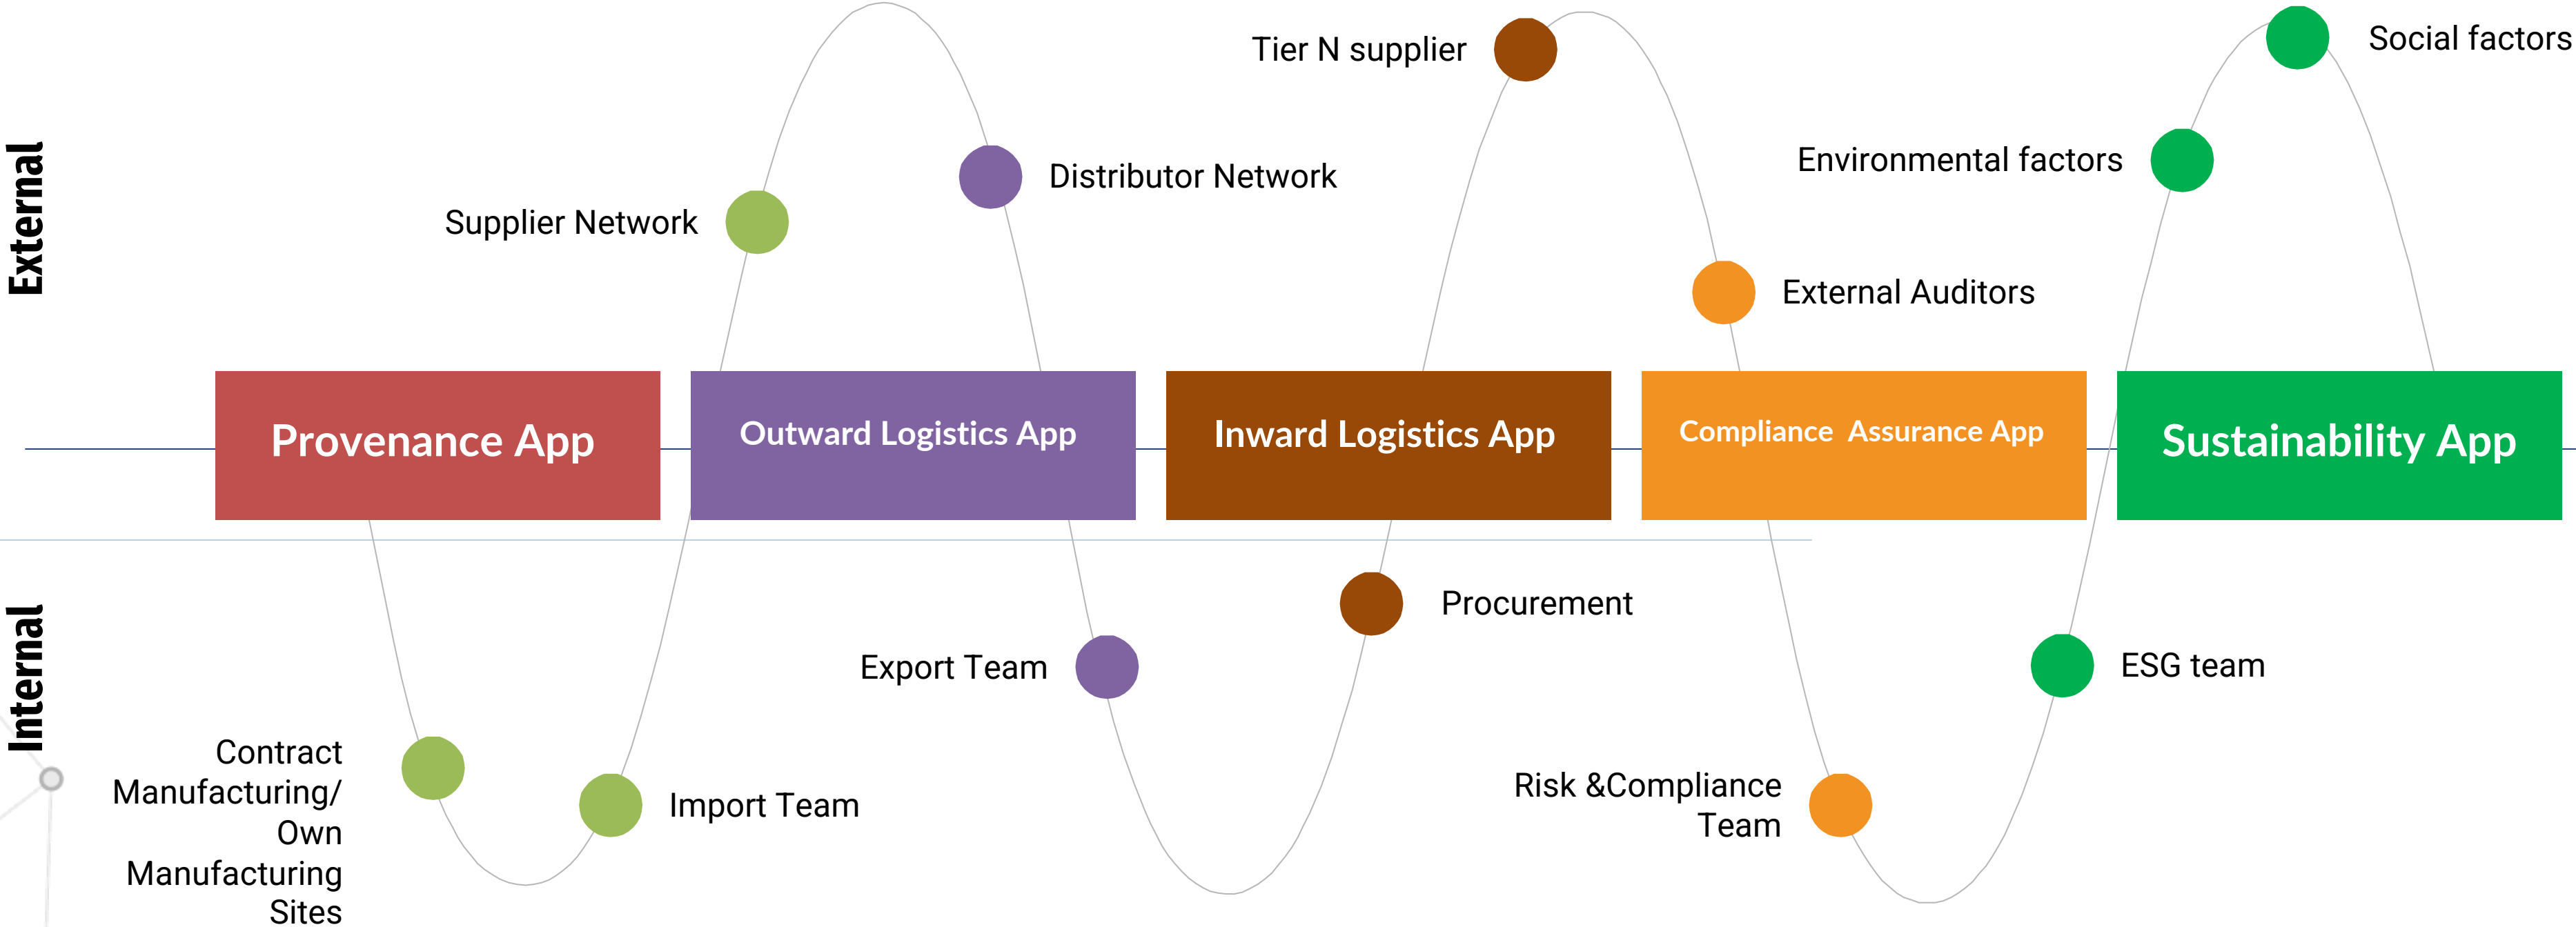 External
Supplier Network
Distributor Network
Tier N supplier
External Auditors
Environmental factors
Social factors
Provenance App
Outward Logistics App
Inward Logistics App
Compliance  Assurance App
Sustainability App
Internal
Contract
Manufacturing/
Own
Manufacturing
Sites
Import Team
Export Team
Procurement
Risk &Compliance
Team
ESG team